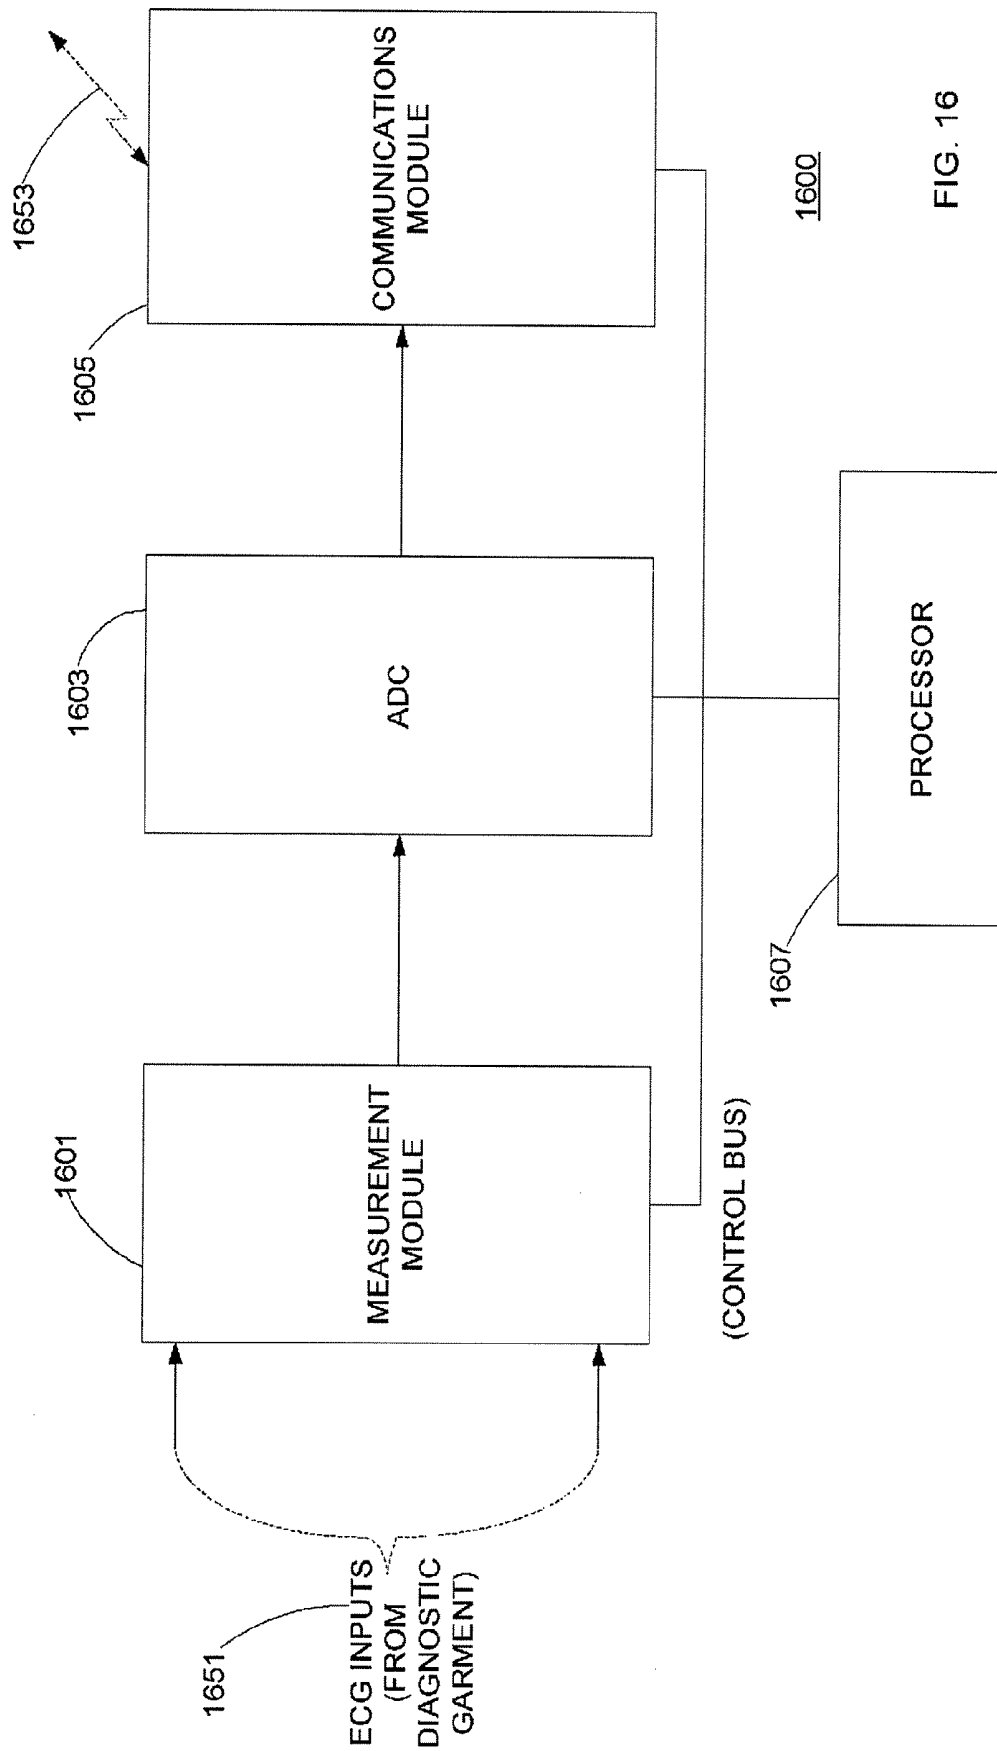 1653
1605
COMMUNICATIONS
MODULE
1603
ADC
1601
MEASUREMENT
MODULE
1651
ECG INPUTS
(FROM
DIAGNOSTIC
GARMENT)
(CONTROL BUS)
1607
PROCESSOR
1600
FIG. 16